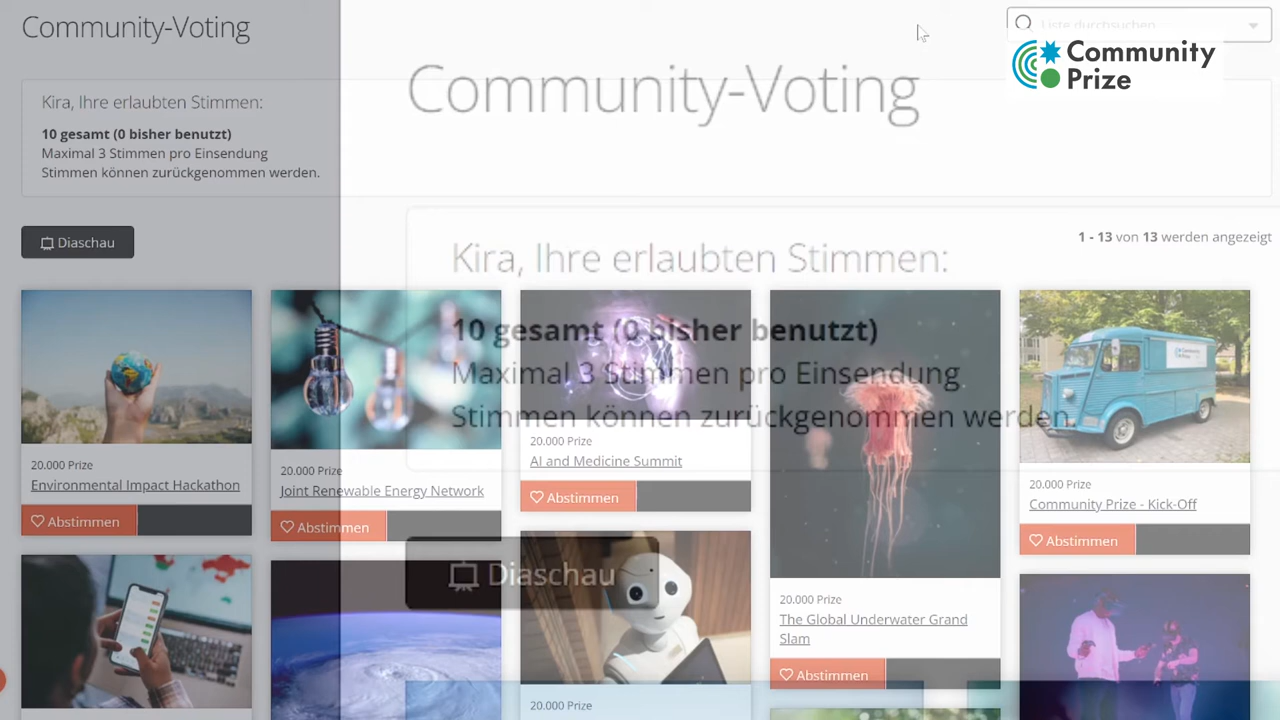 Community-Voting
Liste durchsuchen
Community
Prize
Community-Voting
Kira, Ihre erlaubten Stimmen:
10 gesamt (0 bisher benutzt)
Maximal 3 Stimmen pro Einsendung
Stimmen können zurückgenommen werden.
Diaschau
1 - 13 von 13 werden angezeigt
Kira, Ihre erlaubten Stimmen:
10 gesamt (0 bisher benutzt)
Maximal 3 Stimmen pro Einsendung
Stimmen können zurückgenommen werden.
Diaschau
20.000 Prize
Environmental Impact Hackathon
Abstimmen
20.000 Prize
Joint Renewable Energy Network
Abstimmen
20.000 Prize
AI and Medicine Summit
Abstimmen
20.000 Prize
The Global Underwater Grand
Slam
Abstimmen
Community
Prize
20.000 Prize
Community Prize - Kick-Off
Abstimmen
20.000 Prize